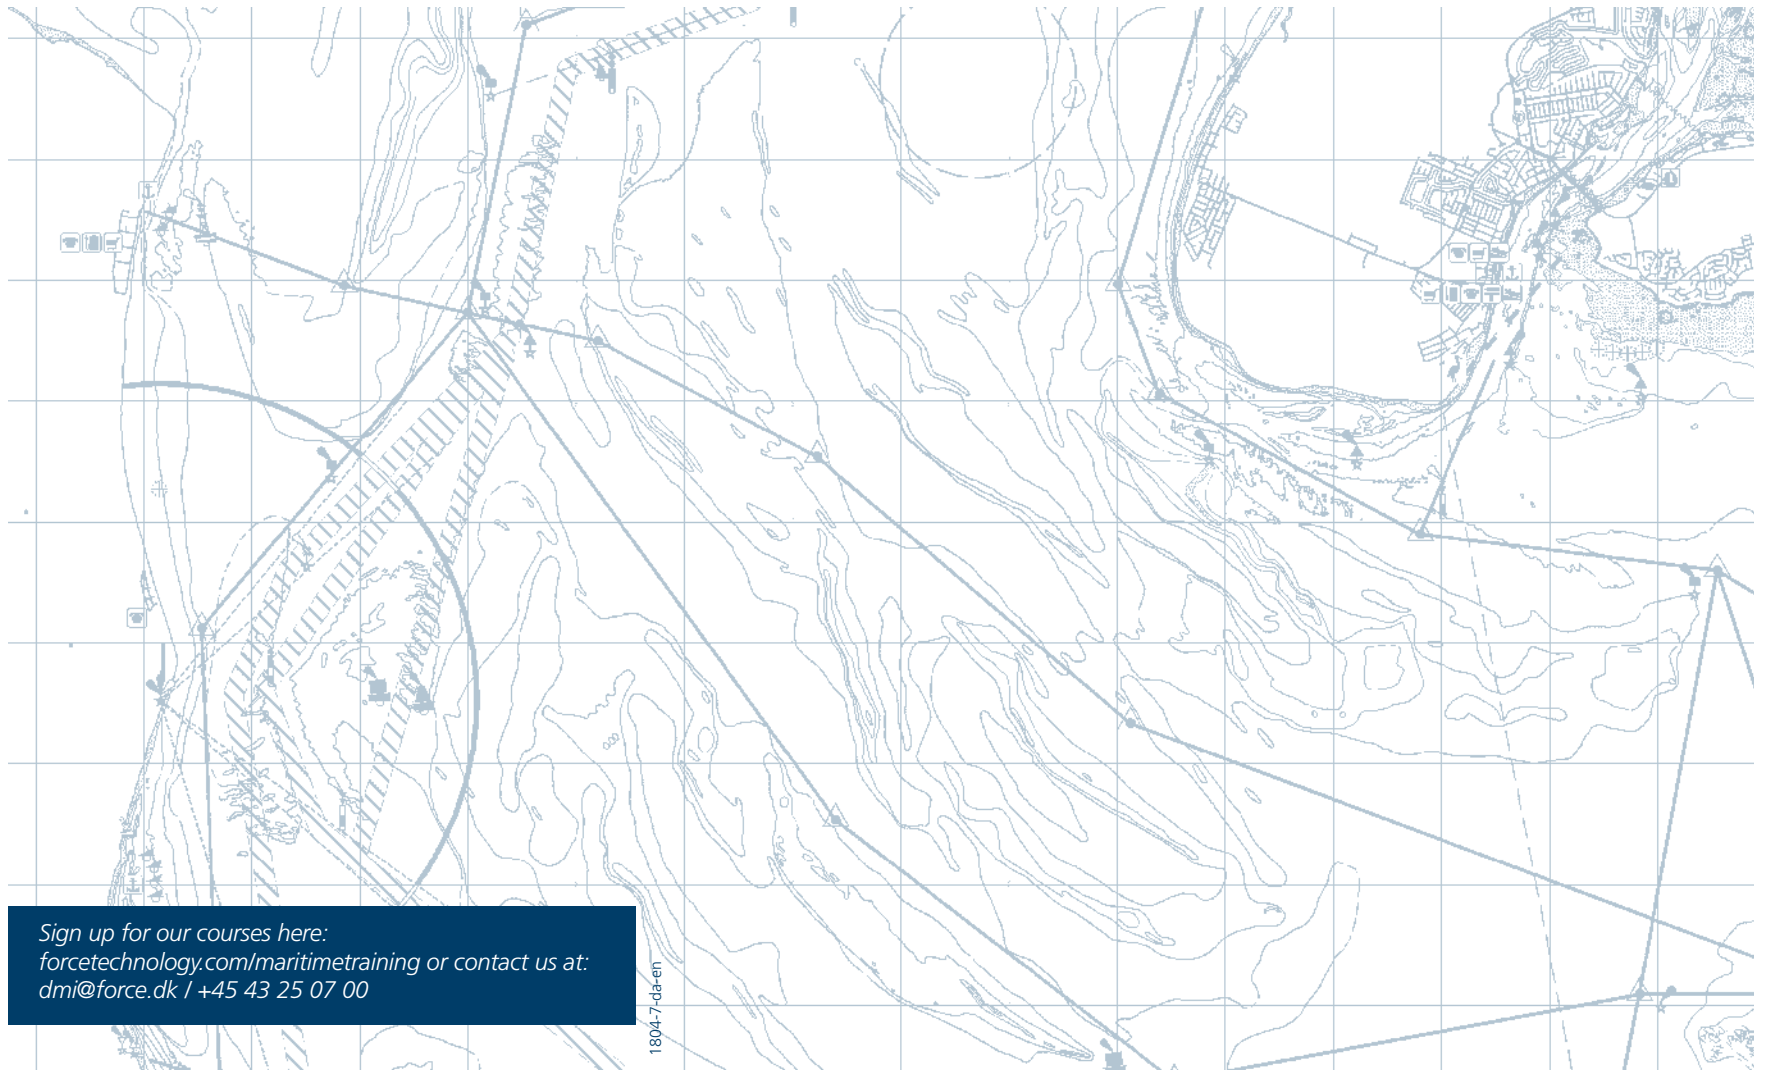 Sign up for our courses here:
forcetechnology.com/maritimetraining or contact us at:
dmi@force.dk / +45 43 25 07 00
1804-7-da-en